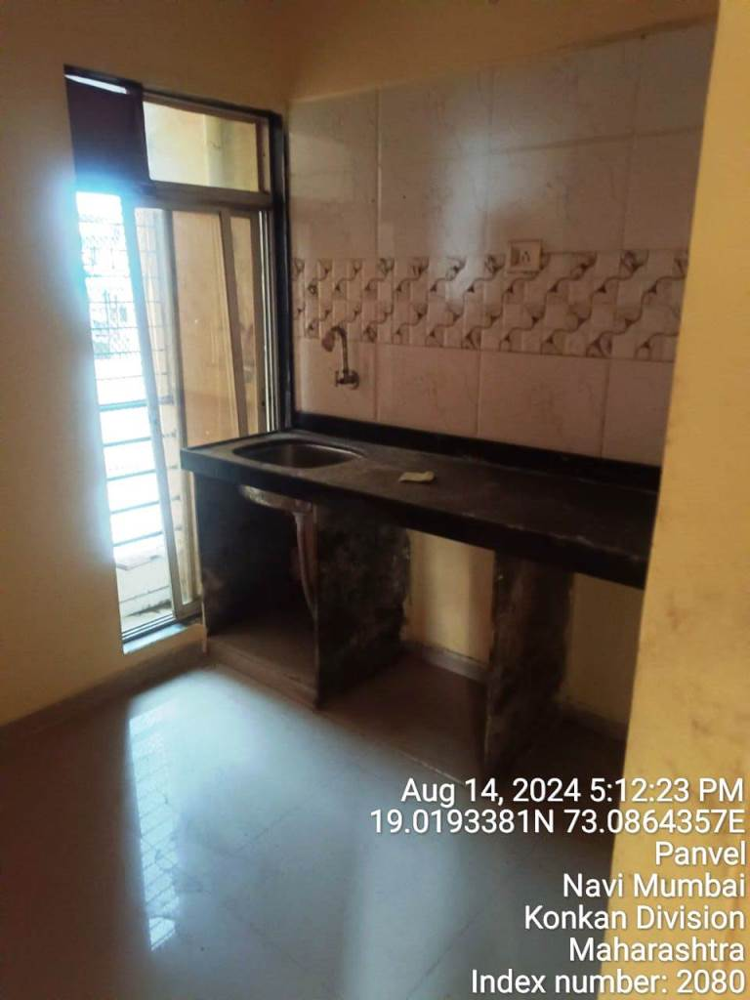 Aug 14, 2024 5:12:23 PM
19.0193381N 73.0864357E
Panvel
Navi Mumbai
Konkan Division
Maharashtra
Index number: 2080